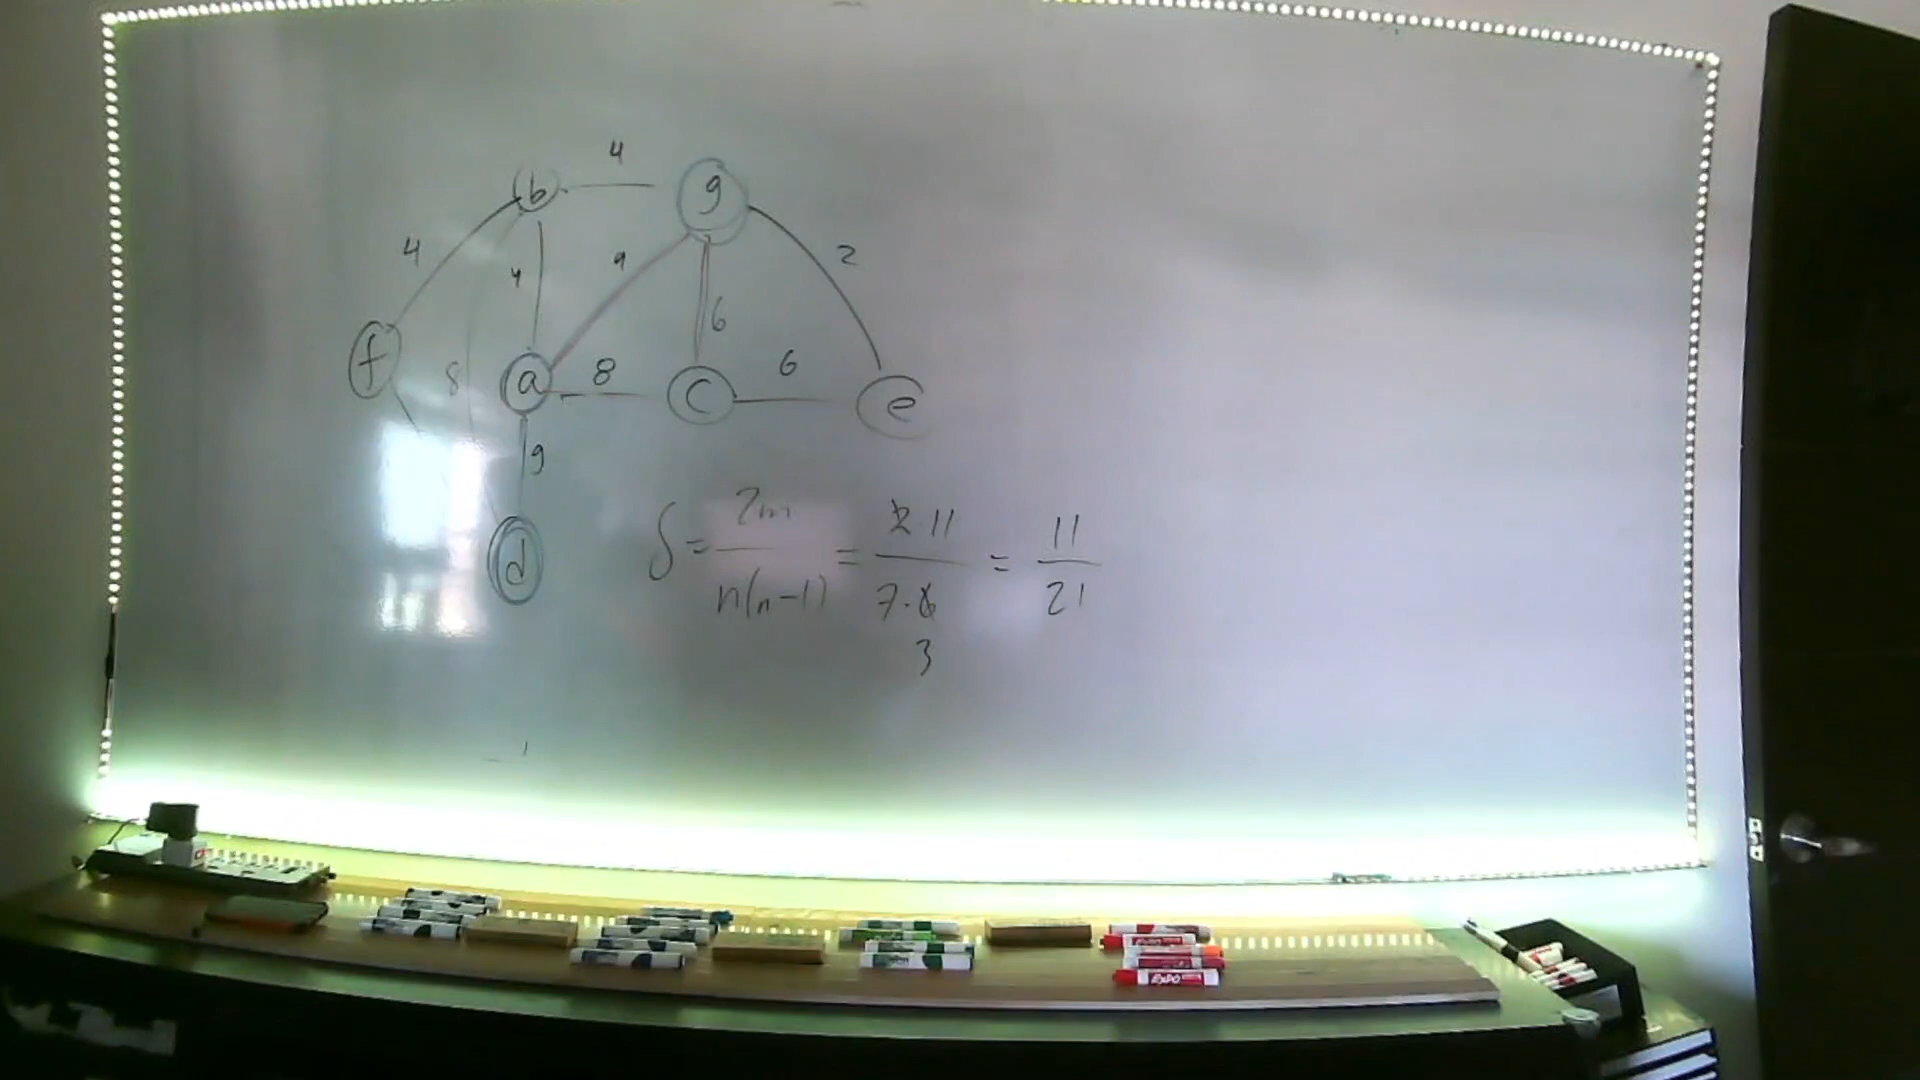 4
b
g
4
4
9
2
6
f
8
a
8
c
6
e
9
d
δ = 2m / n(n-1) = 2 11 / 7·6 = 11 / 21
3
EXPO